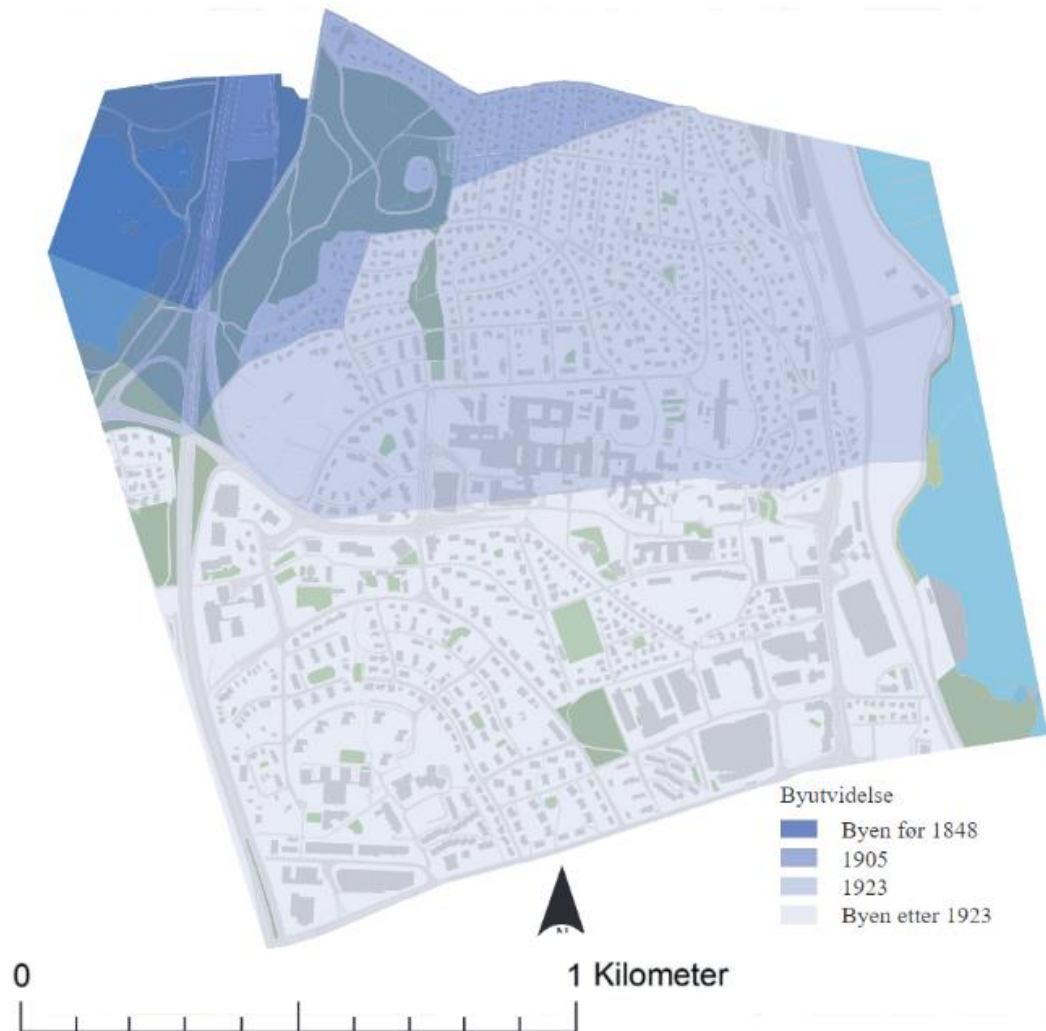 Byutvidelse
Byen før 1848
1905
1923
Byen etter 1923
0
1 Kilometer